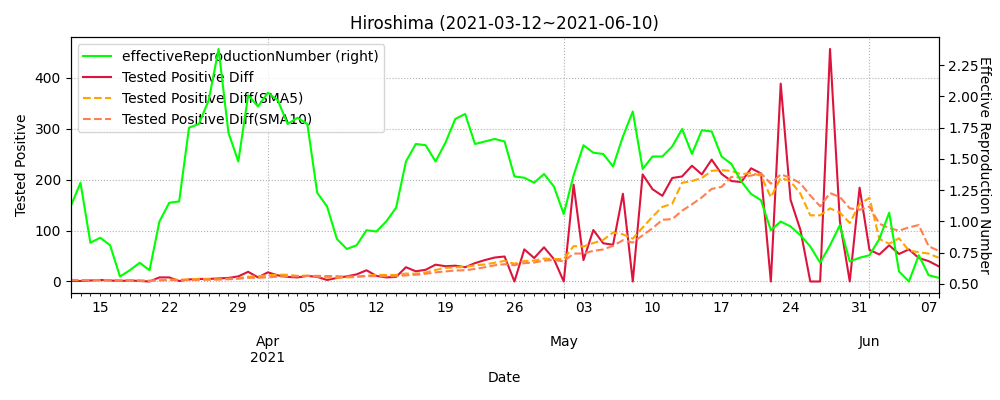 Hiroshima (2021-03-12~2021-06-10)
effectiveReproductionNumber (right)
Tested Positive Diff
Tested Positive Diff(SMA5)
Tested Positive Diff(SMA10)
Tested Positive
400
300
200
100
0
2.25
2.00
1.75
1.50
1.25
1.00
0.75
0.50
Effective Reproduction Number
15 22 29 05 12 19 26 03 10 17 24 31 07
Apr May Jun
2021
Date